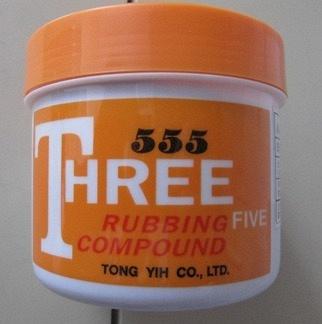 555
THREE
RUBBING FIVE
COMPOUND
TONG YIH CO., LTD.